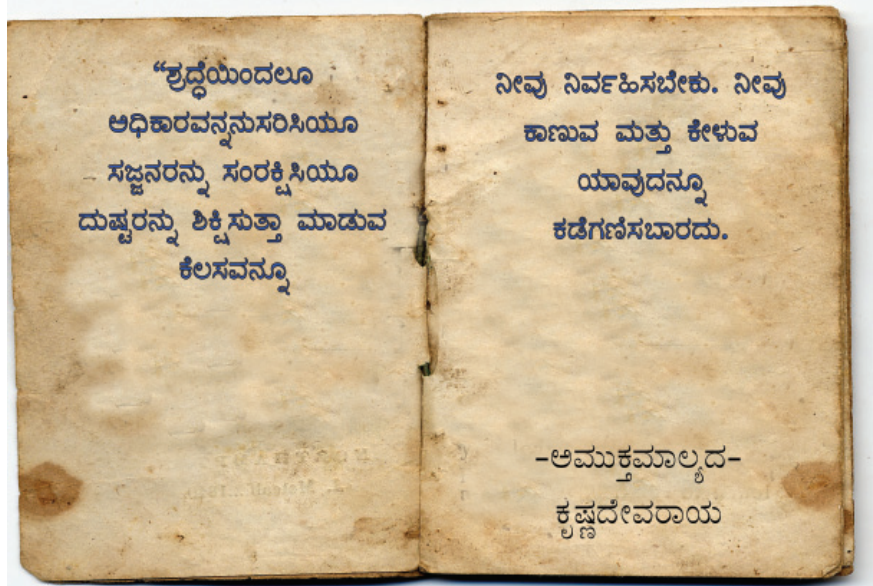 “ಶ್ರದ್ಧೆಯಿಂದಲೂ
ಅಧಿಕಾರವನ್ನನುಸರಿಸಿಯೂ
ಸಜ್ಜನರನ್ನು ಸಂರಕ್ಷಿಸಿಯೂ
ದುಷ್ಟರನ್ನು ಶಿಕ್ಷಿಸುತ್ತಾ ಮಾಡುವ
ಕೆಲಸವನ್ನೂ
ನೀವು ನಿರ್ವಹಿಸಬೇಕು. ನೀವು
ಕಾಣುವ ಮತ್ತು ಕೇಳುವ
ಯಾವುದನ್ನೂ
ಕಡೆಗಣಿಸಬಾರದು.
-ಅಮುಕ್ತಮಾಲ್ಯದ-
ಕೃಷ್ಣದೇವರಾಯ